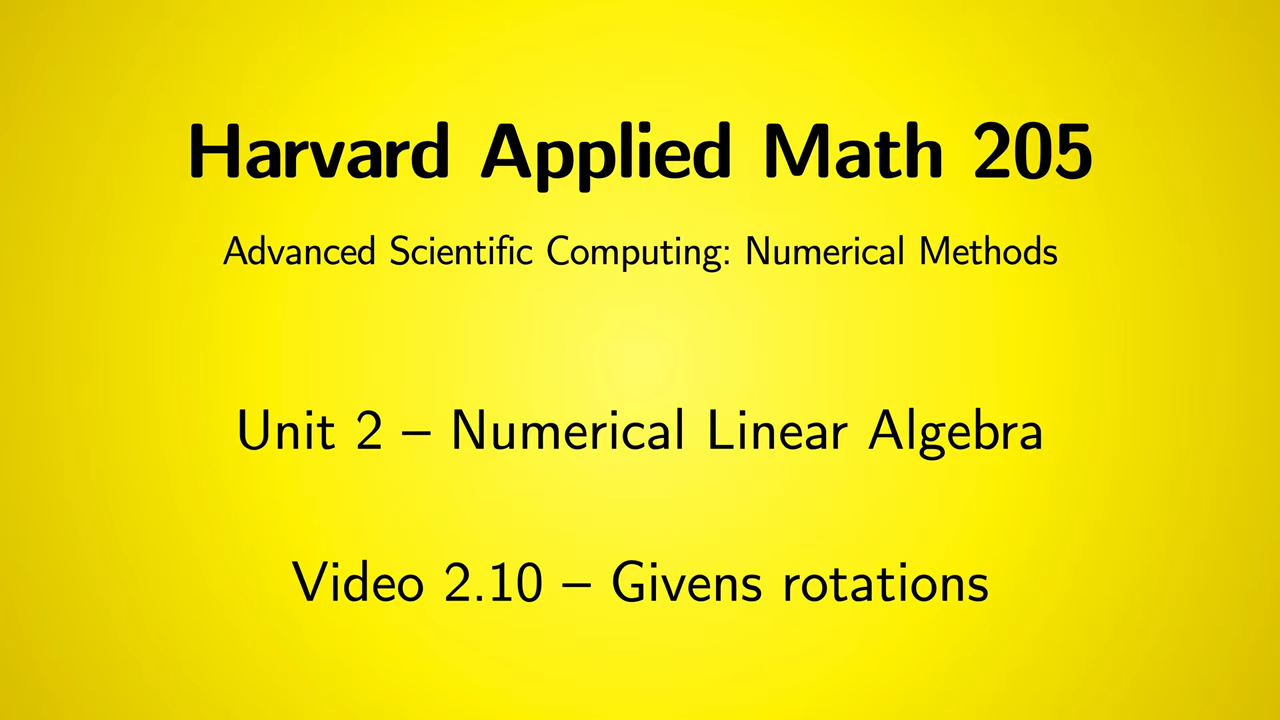 Harvard Applied Math 205
Advanced Scientific Computing: Numerical Methods
Unit 2 – Numerical Linear Algebra
Video 2.10 – Givens rotations